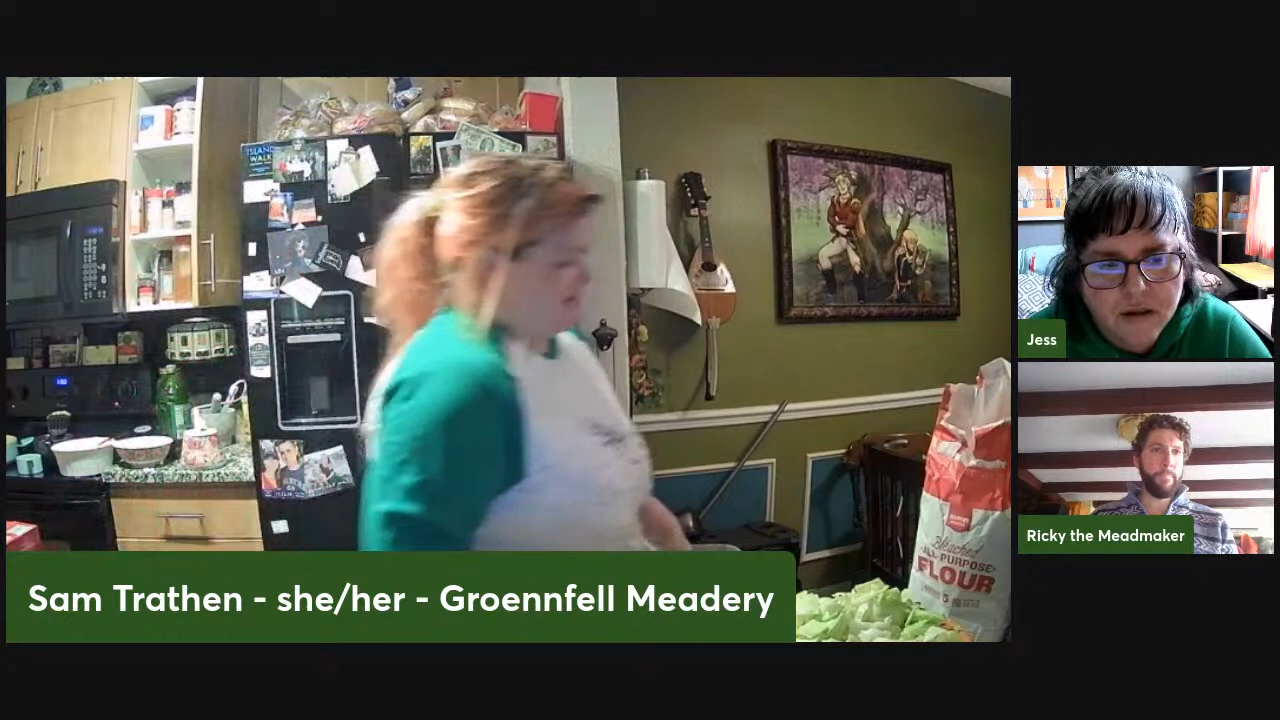 ISLAND
WALK
Bleached
ALL PURPOSE
FLOUR
Sam Trathen - she/her - Groennfell Meadery
Jess
Ricky the Meadmaker